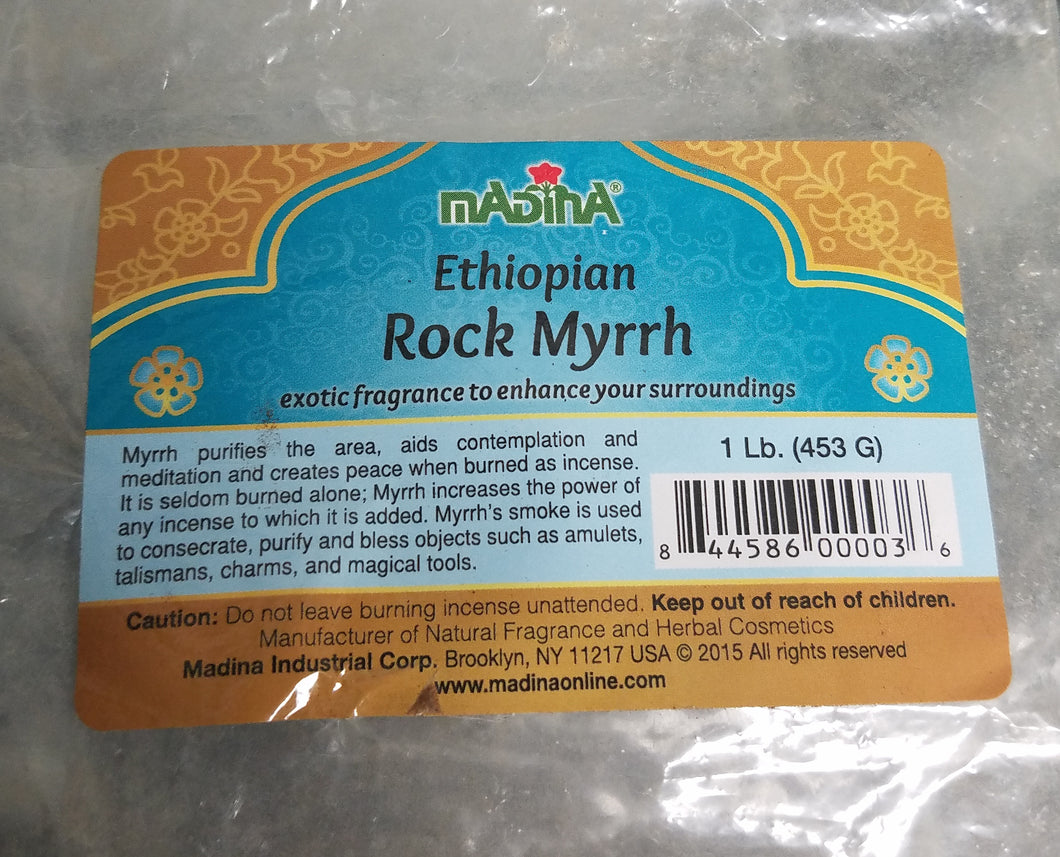 MADINA®
Ethiopian
Rock Myrrh
exotic fragrance to enhance your surroundings
Myrrh purifies the area, aids contemplation and
meditation and creates peace when burned as incense.
It is seldom burned alone; Myrrh increases the power of
any incense to which it is added. Myrrh's smoke is used
to consecrate, purify and bless objects such as amulets,
talismans, charms, and magical tools.
1 Lb. (453 G)
8 44586 00003 6
Caution: Do not leave burning incense unattended. Keep out of reach of children.
Manufacturer of Natural Fragrance and Herbal Cosmetics
Madina Industrial Corp. Brooklyn, NY 11217 USA © 2015 All rights reserved
www.madinaonline.com